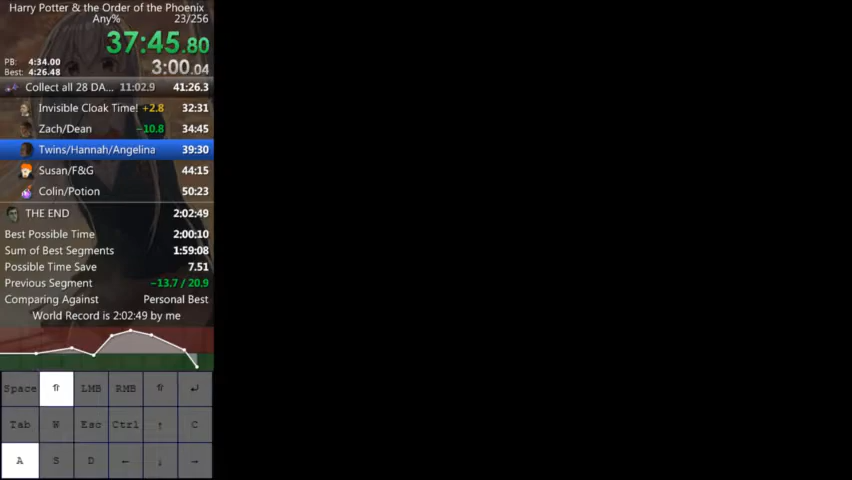 Harry Potter & the Order of the Phoenix
Any% 23/256
37:45.80
PB: 4:34.00
Best: 4:26.48
3:00.04
Collect all 28 DA... 11:02.9 41:26.3
Invisible Cloak Time! +2.8 32:31
Zach/Dean −10.8 34:45
Twins/Hannah/Angelina 39:30
Susan/F&G 44:15
Colin/Potion 50:23
THE END 2:02:49
Best Possible Time 2:00:10
Sum of Best Segments 1:59:08
Possible Time Save 7.51
Previous Segment −13.7 / 20.9
Comparing Against Personal Best
World Record is 2:02:49 by me
Space ⇑ LMB RMB ⇑ ↵
Tab W Esc Ctrl ↑ C
A S D ← ↓ →